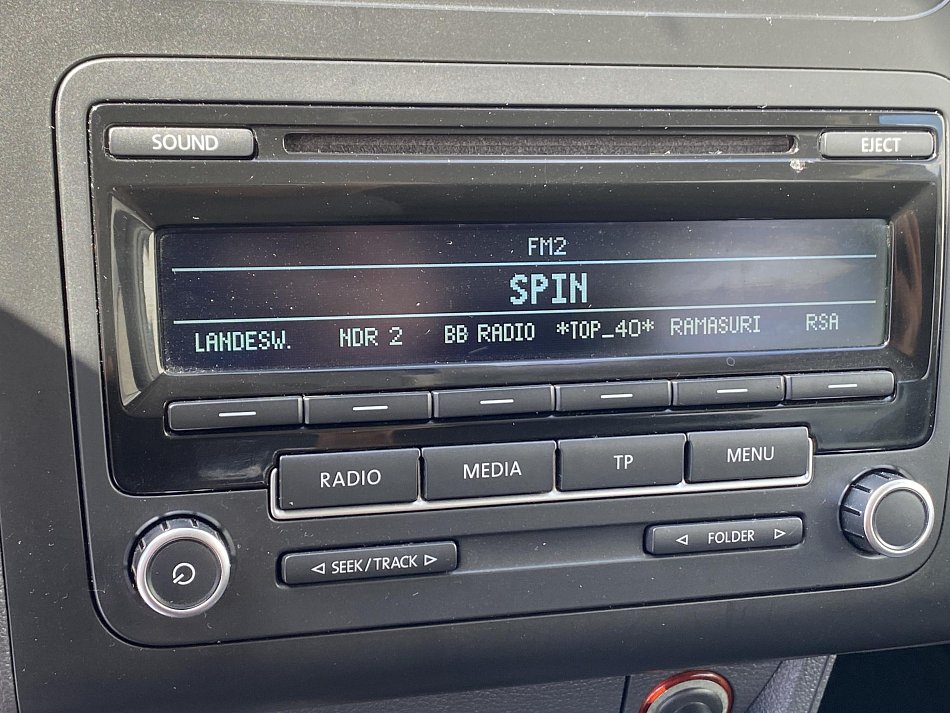 SOUND EJECT
FM2
SPIN
LANDESW. NDR 2 BB RADIO *TOP_40* RAMASURI RSA
RADIO MEDIA TP MENU
SEEK/TRACK FOLDER